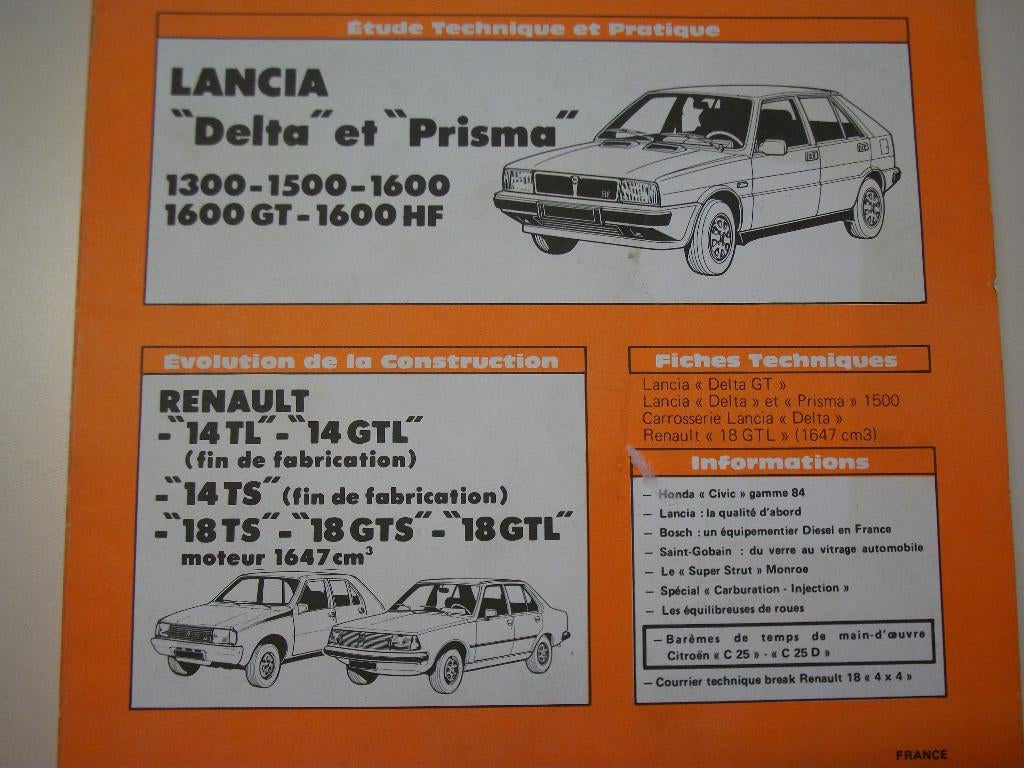 Étude Technique et Pratique
LANCIA
"Delta" et "Prisma"
1300-1500-1600
1600 GT - 1600 HF
HF
Évolution de la Construction
RENAULT
-"14 TL"-"14 GTL"
(fin de fabrication)
-"14 TS" (fin de fabrication)
-"18 TS"-"18 GTS"-"18 GTL"
moteur 1647 cm³
Fiches Techniques
Lancia « Delta GT »
Lancia « Delta » et « Prisma » 1500
Carrosserie Lancia « Delta »
Renault « 18 GTL » (1647 cm3)
Informations
— Honda « Civic » gamme 84
— Lancia : la qualité d'abord
— Bosch : un équipementier Diesel en France
— Saint-Gobain : du verre au vitrage automobile
— Le « Super Strut » Monroe
— Spécial « Carburation - Injection »
— Les équilibreuses de roues
— Barèmes de temps de main-d'œuvre
Citroën « C 25 » - « C 25 D »
— Courrier technique break Renault 18 « 4 x 4 »
FRANCE